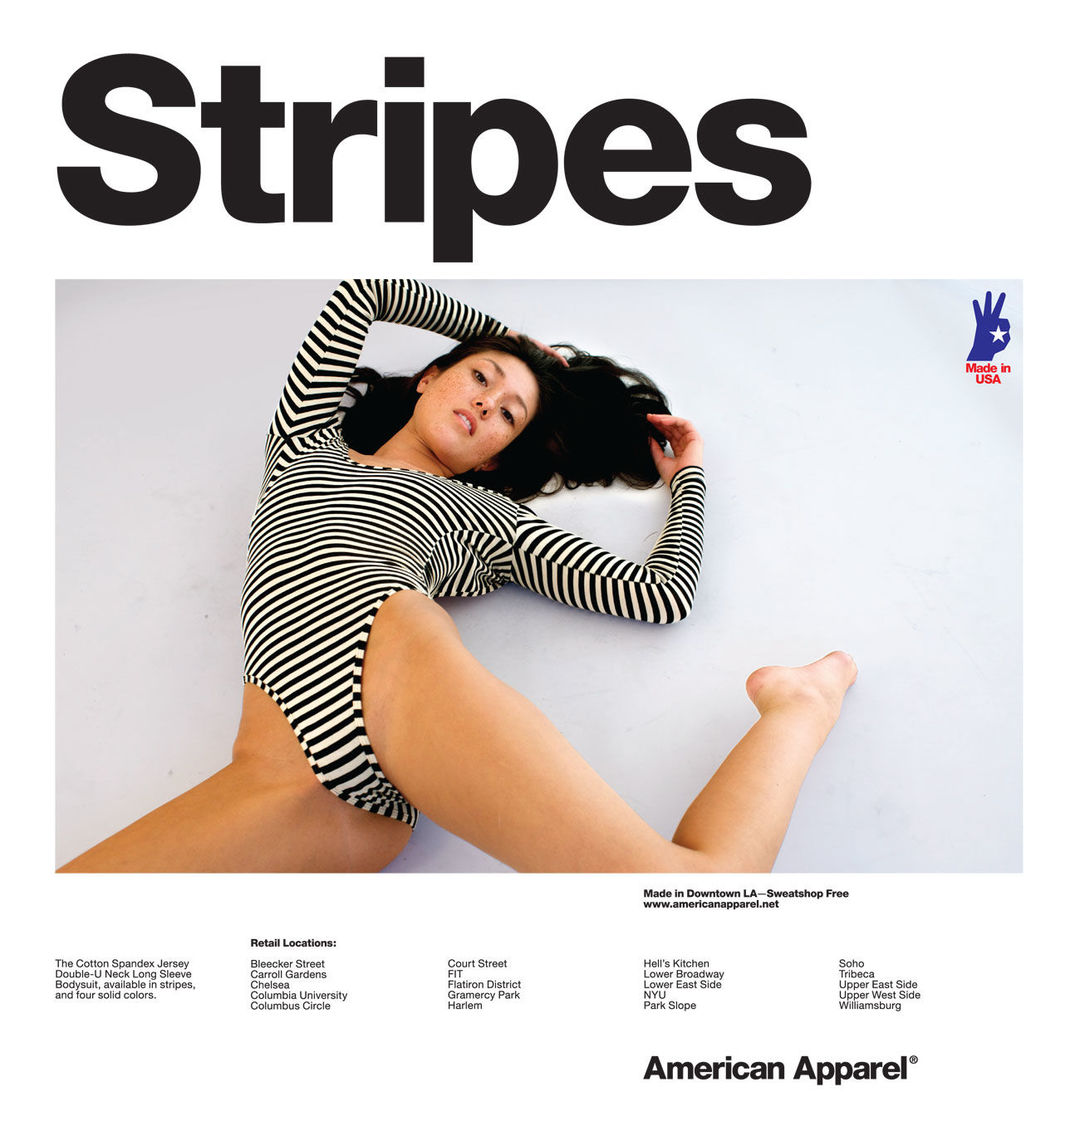 Stripes
Made in
USA
Made in Downtown LA—Sweatshop Free
www.americanapparel.net
The Cotton Spandex Jersey
Double-U Neck Long Sleeve
Bodysuit, available in stripes,
and four solid colors.
Retail Locations:
Bleecker Street
Carroll Gardens
Chelsea
Columbia University
Columbus Circle
Court Street
FIT
Flatiron District
Gramercy Park
Harlem
Hell's Kitchen
Lower Broadway
Lower East Side
NYU
Park Slope
Soho
Tribeca
Upper East Side
Upper West Side
Williamsburg
American Apparel®